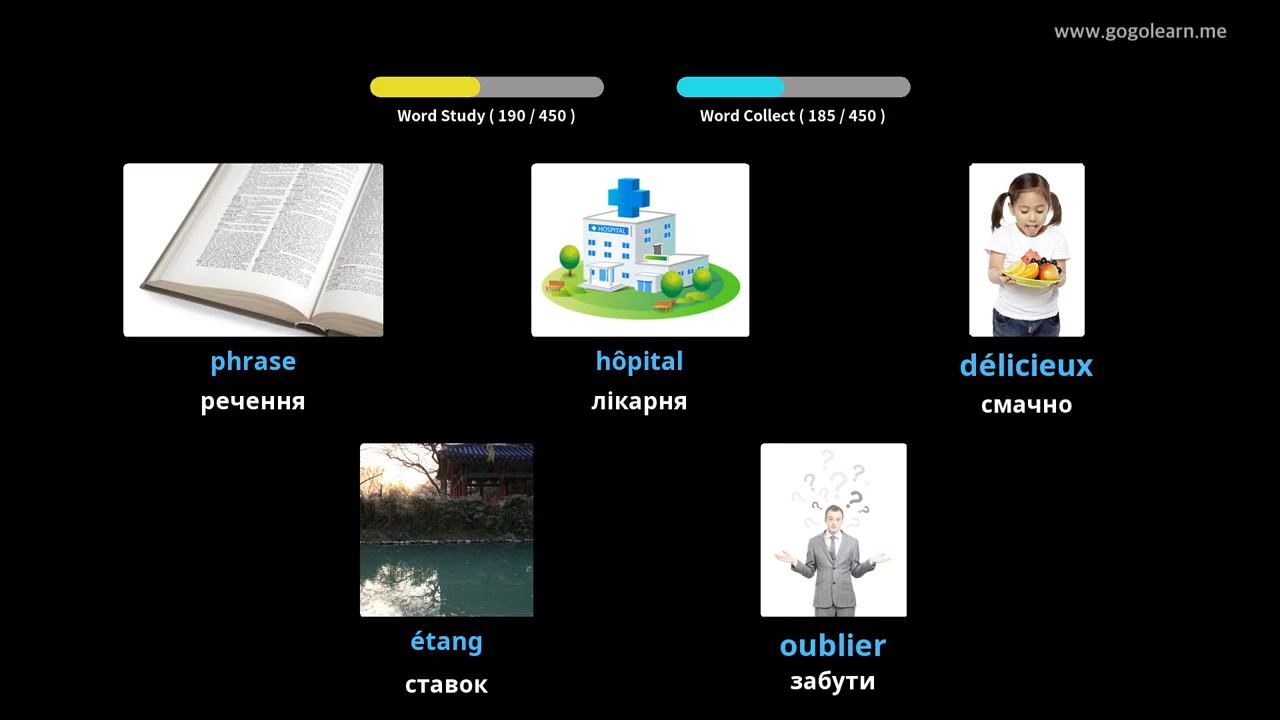 www.gogolearn.me
Word Study ( 190 / 450 )
Word Collect ( 185 / 450 )
HOSPITAL
phrase
речення
hôpital
лікарня
délicieux
смачно
étang
ставок
oublier
забути